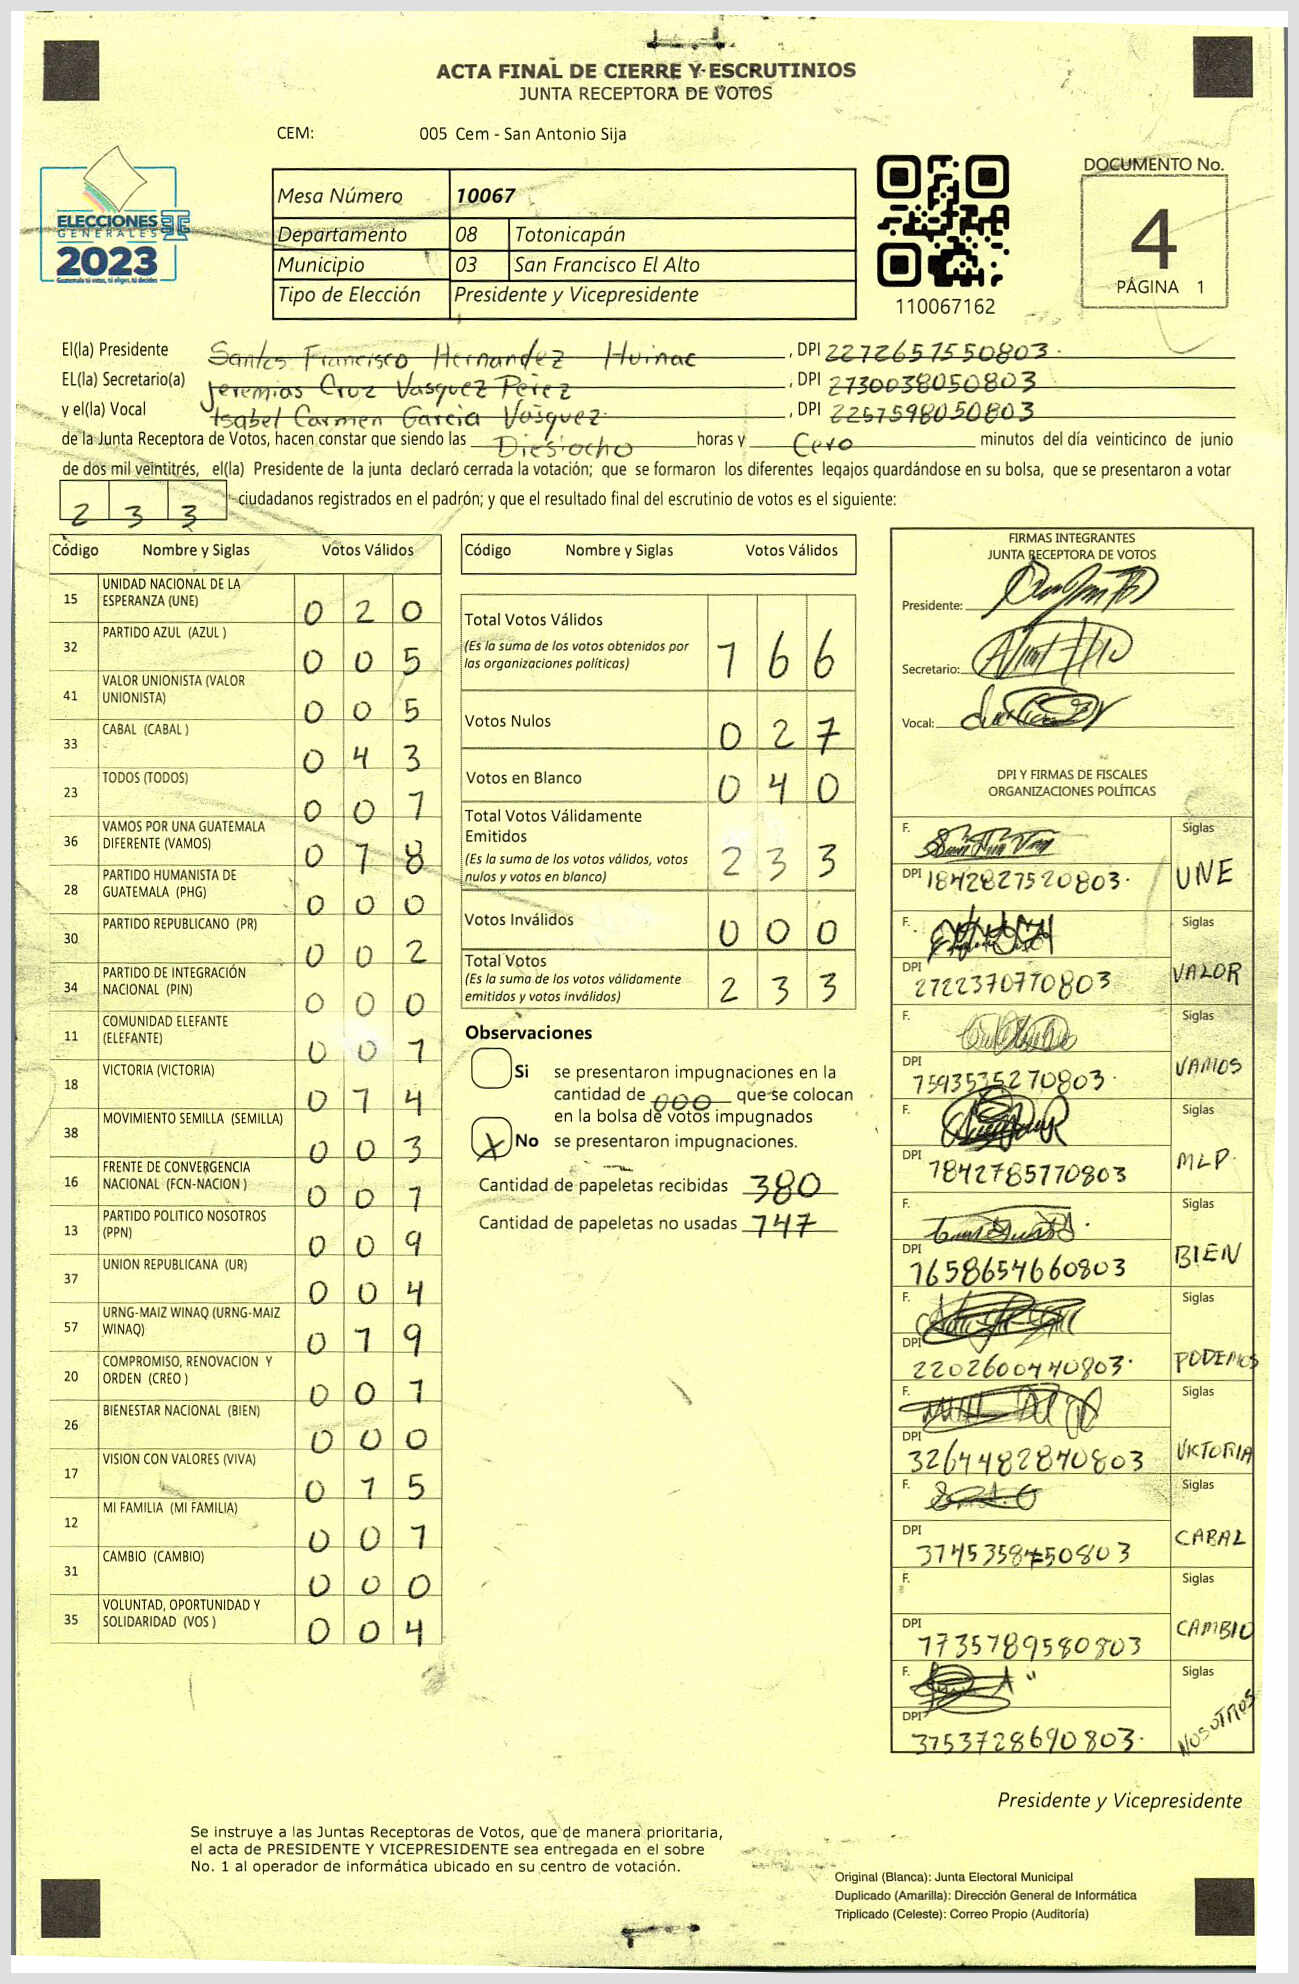 ACTA FINAL DE CIERRE Y ESCRUTINIOS
JUNTA RECEPTORA DE VOTOS
CEM: 005 Cem - San Antonio Sija
ELECCIONES
GENERALES
2023
Guatemala tú votas, tú eliges, tú decides
Mesa Número 10067
Departamento 08 Totonicapán
Municipio 03 San Francisco El Alto
Tipo de Elección Presidente y Vicepresidente
110067162
DOCUMENTO No.
4
PÁGINA 1
El(la) Presidente Santos Francisco Hernandez Huinac , DPI 2272657550803.
EL(la) Secretario(a) Jeremias Cruz Vasquez Perez , DPI 2730038050803
y el(la) Vocal Isabel Carmen Garcia Vásquez. , DPI 2257598050803
de la Junta Receptora de Votos, hacen constar que siendo las Diesiocho horas y Cero minutos del día veinticinco de junio
de dos mil veintitrés, el(la) Presidente de la junta declaró cerrada la votación; que se formaron los diferentes legajos guardándose en su bolsa, que se presentaron a votar
2 3 3 ciudadanos registrados en el padrón; y que el resultado final del escrutinio de votos es el siguiente:
Código Nombre y Siglas Votos Válidos
15 UNIDAD NACIONAL DE LA ESPERANZA (UNE) 0 2 0
32 PARTIDO AZUL (AZUL ) 0 0 5
41 VALOR UNIONISTA (VALOR UNIONISTA) 0 0 5
33 CABAL (CABAL ) 0 4 3
23 TODOS (TODOS) 0 0 1
36 VAMOS POR UNA GUATEMALA DIFERENTE (VAMOS) 0 1 8
28 PARTIDO HUMANISTA DE GUATEMALA (PHG) 0 0 0
30 PARTIDO REPUBLICANO (PR) 0 0 2
34 PARTIDO DE INTEGRACIÓN NACIONAL (PIN) 0 0 0
11 COMUNIDAD ELEFANTE (ELEFANTE) 0 0 1
18 VICTORIA (VICTORIA) 0 1 4
38 MOVIMIENTO SEMILLA (SEMILLA) 0 0 3
16 FRENTE DE CONVERGENCIA NACIONAL (FCN-NACION ) 0 0 1
13 PARTIDO POLITICO NOSOTROS (PPN) 0 0 9
37 UNION REPUBLICANA (UR) 0 0 4
57 URNG-MAIZ WINAQ (URNG-MAIZ WINAQ) 0 1 9
20 COMPROMISO, RENOVACION Y ORDEN (CREO ) 0 0 1
26 BIENESTAR NACIONAL (BIEN) 0 0 0
17 VISION CON VALORES (VIVA) 0 1 5
12 MI FAMILIA (MI FAMILIA) 0 0 1
31 CAMBIO (CAMBIO) 0 0 0
35 VOLUNTAD, OPORTUNIDAD Y SOLIDARIDAD (VOS ) 0 0 4
Código Nombre y Siglas Votos Válidos
Total Votos Válidos 1 6 6
(Es la suma de los votos obtenidos por
las organizaciones políticas)
Votos Nulos 0 2 7
Votos en Blanco 0 4 0
Total Votos Válidamente
Emitidos 2 3 3
(Es la suma de los votos válidos, votos
nulos y votos en blanco)
Votos Inválidos 0 0 0
Total Votos 2 3 3
(Es la suma de los votos válidamente
emitidos y votos inválidos)
Observaciones
Si se presentaron impugnaciones en la
cantidad de 000 que se colocan
en la bolsa de votos impugnados
X No se presentaron impugnaciones.
Cantidad de papeletas recibidas 380
Cantidad de papeletas no usadas 147
FIRMAS INTEGRANTES
JUNTA RECEPTORA DE VOTOS
Presidente:
Secretario:
Vocal:
DPI Y FIRMAS DE FISCALES
ORGANIZACIONES POLÍTICAS
F. Siglas
DPI 1842827520803. UNE
F. Siglas
DPI VALOR
F. Siglas
DPI 1593535270803. VAMOS
F. Siglas
DPI 1842785770803 MLP.
F. Siglas
DPI 1658654660803 BIEN
F. Siglas
DPI 2202600440803. PODEMOS
F. Siglas
DPI 3264482840803 VICTORIA
F. Siglas
DPI CABAL
F. Siglas
DPI 1735789580803 CAMBIO
F. Siglas
DPI 3153728690803. NOSOTROS
Presidente y Vicepresidente
Se instruye a las Juntas Receptoras de Votos, que de manera prioritaria,
el acta de PRESIDENTE Y VICEPRESIDENTE sea entregada en el sobre
No. 1 al operador de informática ubicado en su centro de votación.
Original (Blanca): Junta Electoral Municipal
Duplicado (Amarilla): Dirección General de Informática
Triplicado (Celeste): Correo Propio (Auditoría)